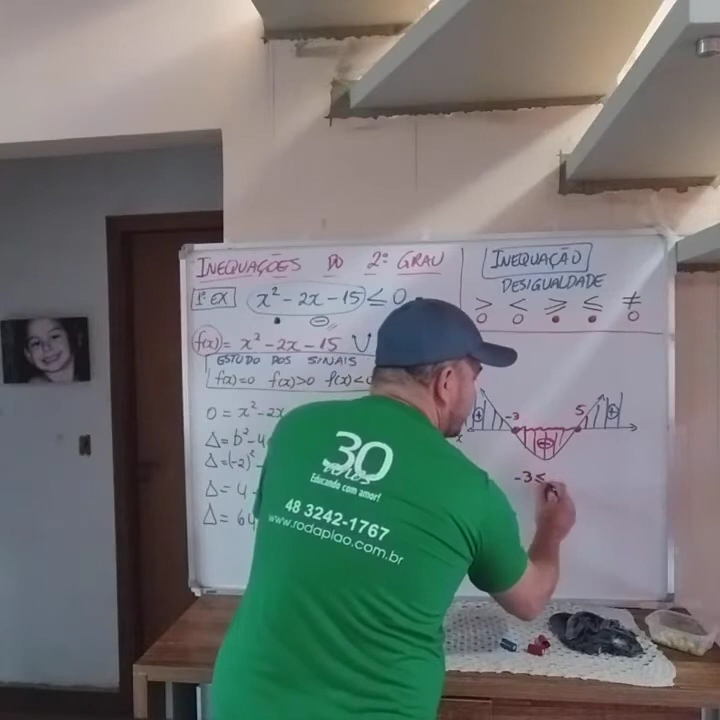 INEQUAÇÕES DO 2º GRAU
1º EX x² - 2x - 15 ≤ 0
f(x) = x² - 2x - 15
ESTUDO DOS SINAIS
f(x)=0 f(x)>0 f(x)<
0 = x² - 2x
Δ = b² - 4
Δ = (-2)² -
Δ = 4 -
Δ = 64
INEQUAÇÃO
DESIGUALDADE
> < ≥ ≤ ≠
-3 5
+ - +
x
-3 ≤
30
anos
Educando com amor!
48 3242-1767
www.rodapiao.com.br